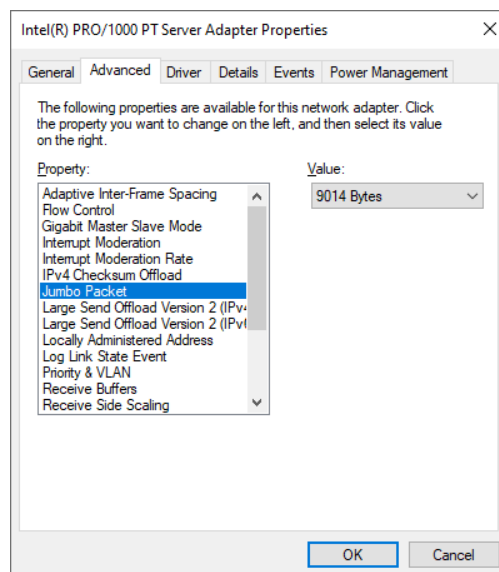 Intel(R) PRO/1000 PT Server Adapter Properties
General Advanced Driver Details Events Power Management
The following properties are available for this network adapter. Click
the property you want to change on the left, and then select its value
on the right.
Property:
Value:
Adaptive Inter-Frame Spacing
Flow Control
Gigabit Master Slave Mode
Interrupt Moderation
Interrupt Moderation Rate
IPv4 Checksum Offload
Jumbo Packet
Large Send Offload Version 2 (IPv4
Large Send Offload Version 2 (IPv6
Locally Administered Address
Log Link State Event
Priority & VLAN
Receive Buffers
Receive Side Scaling
9014 Bytes
OK Cancel